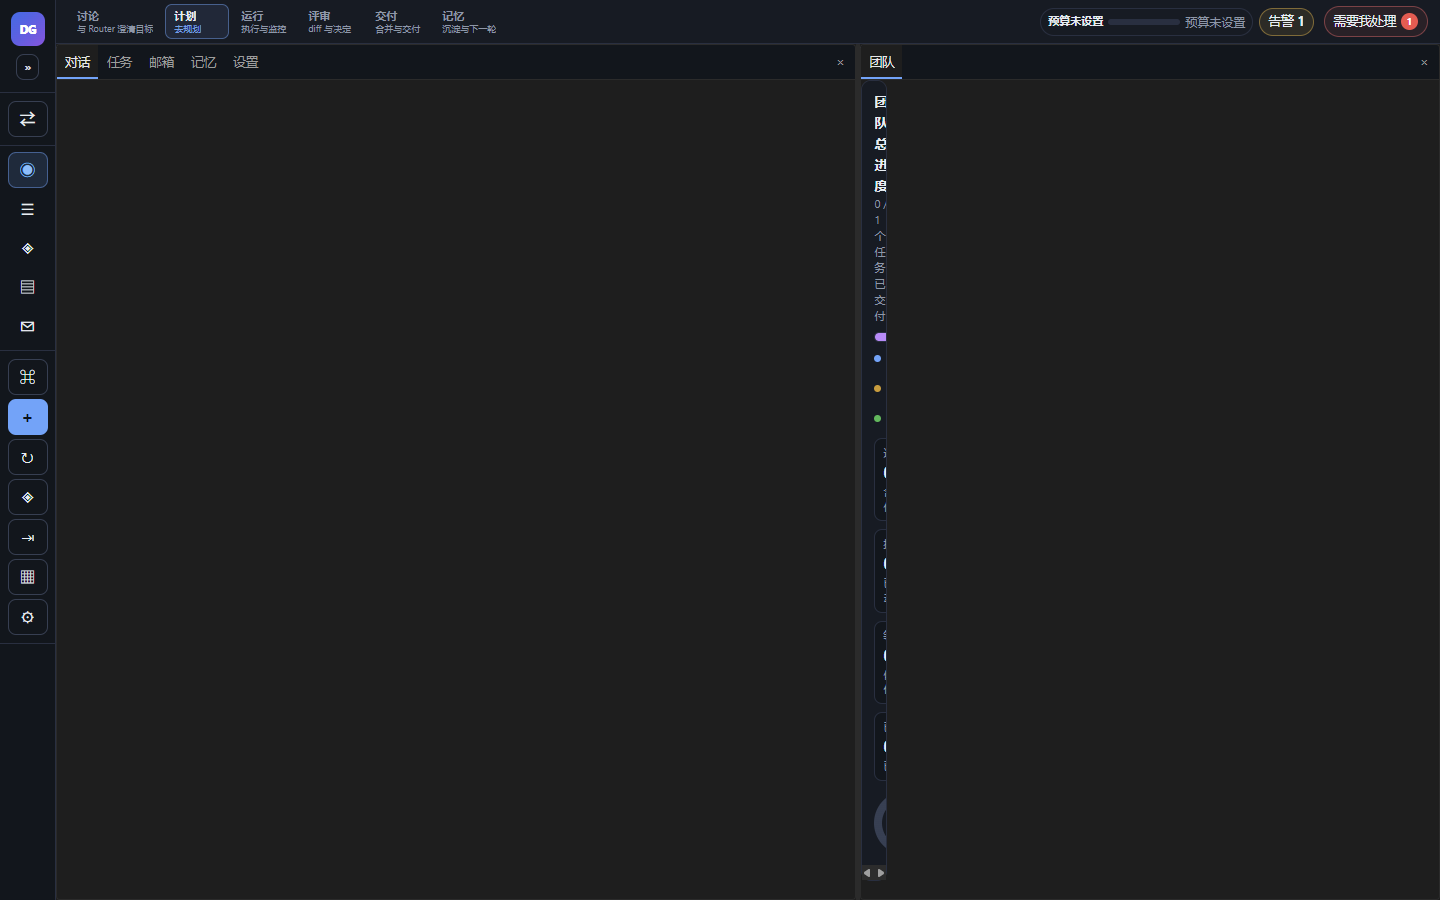 DG
»
讨论
与 Router 澄清目标
计划
去规划
运行
执行与监控
评审
diff 与决定
交付
合并与交付
记忆
沉淀与下一轮
预算未设置
预算未设置
告警 1
需要我处理 1
对话
任务
邮箱
记忆
设置
×
团队
×
团
队
总
进
度
0 /
1
个
任
务
已
交
付